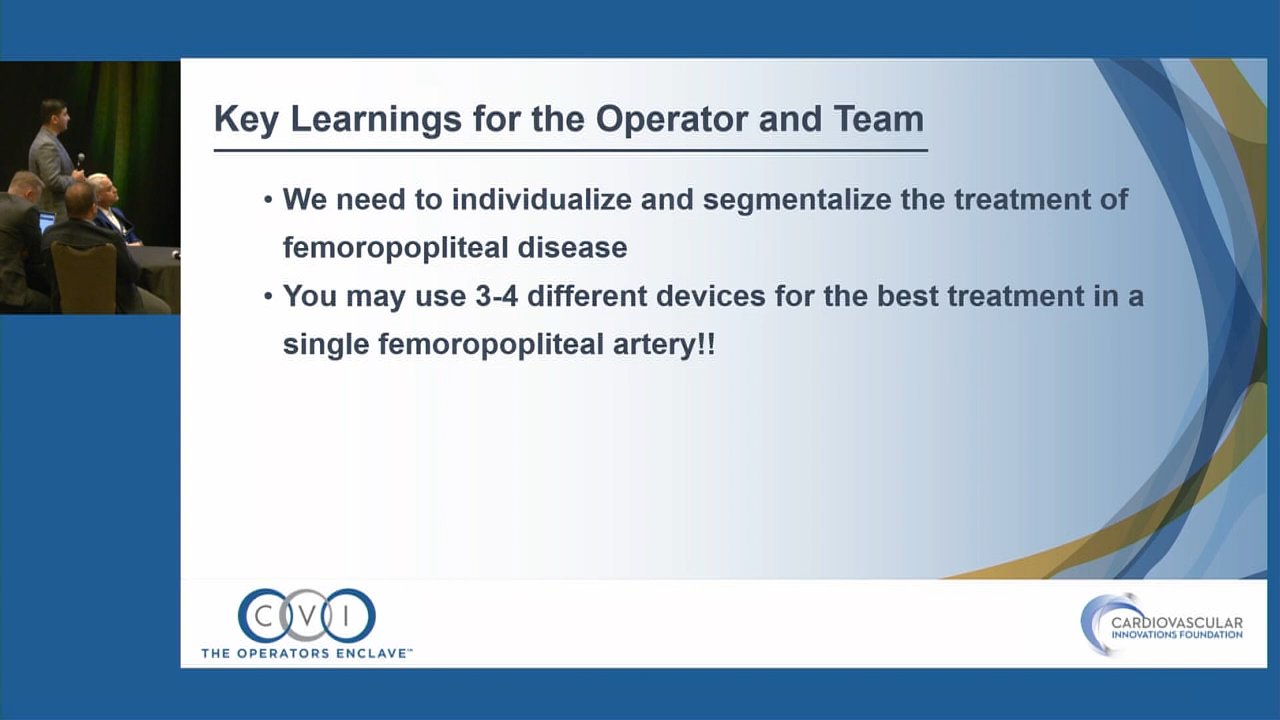 Key Learnings for the Operator and Team
• We need to individualize and segmentalize the treatment of
femoropopliteal disease
• You may use 3-4 different devices for the best treatment in a
single femoropopliteal artery!!
CVI
THE OPERATORS ENCLAVE™
CARDIOVASCULAR
INNOVATIONS FOUNDATION